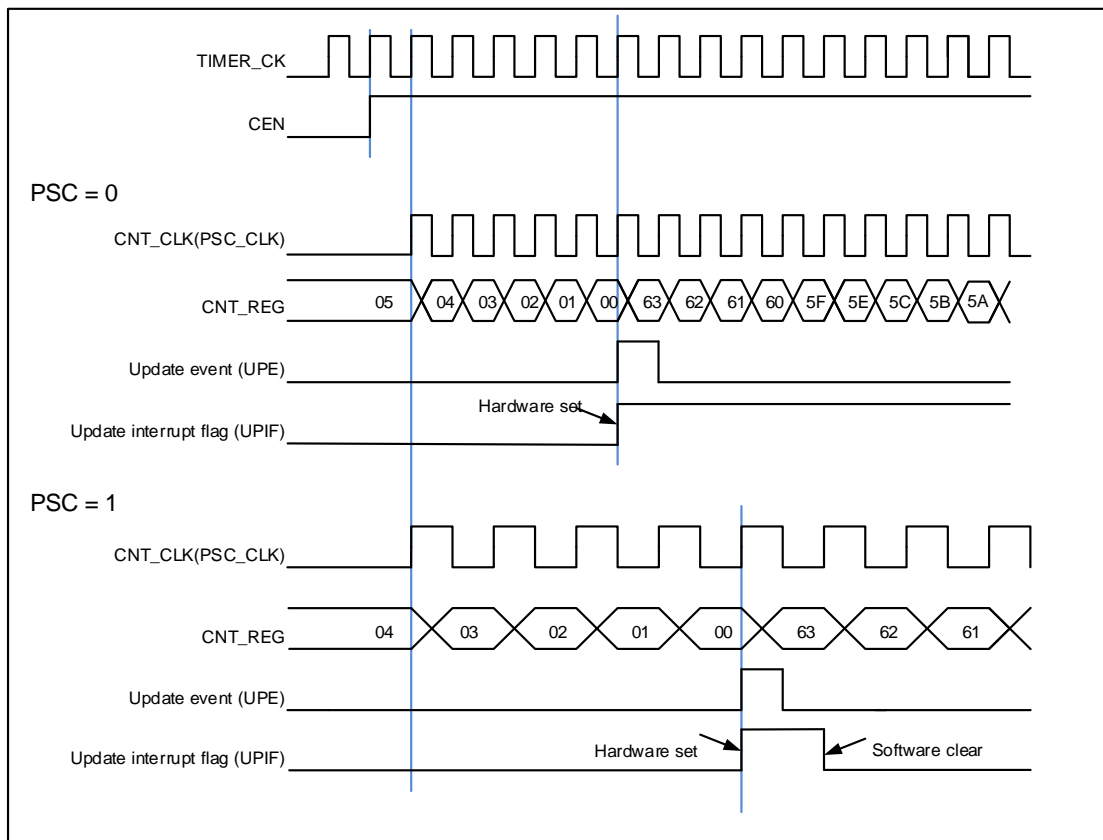 TIMER_CK
CEN
PSC = 0
CNT_CLK(PSC_CLK)
CNT_REG 05 04 03 02 01 00 63 62 61 60 5F 5E 5C 5B 5A
Update event (UPE)
Hardware set
Update interrupt flag (UPIF)
PSC = 1
CNT_CLK(PSC_CLK)
CNT_REG 04 03 02 01 00 63 62 61
Update event (UPE)
Update interrupt flag (UPIF) Hardware set Software clear